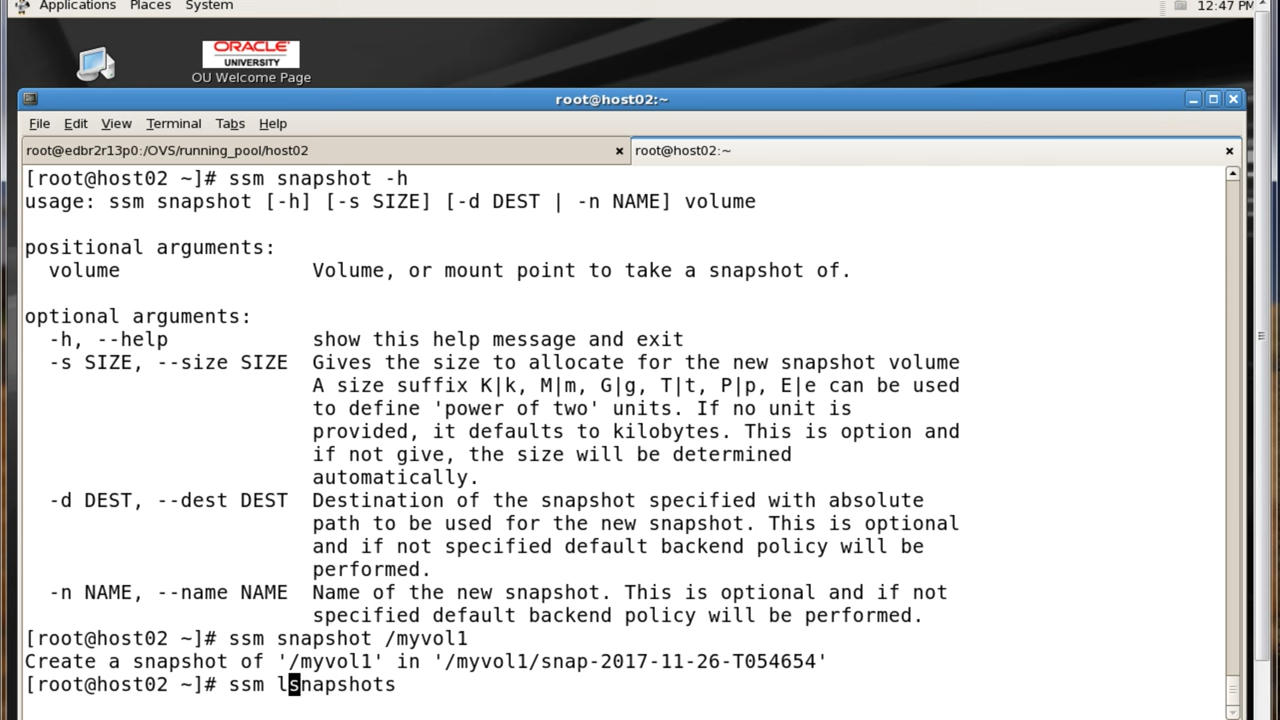 Applications Places System
12:47 PM
ORACLE
UNIVERSITY
OU Welcome Page
root@host02:~
File Edit View Terminal Tabs Help
root@edbr2r13p0:/OVS/running_pool/host02
root@host02:~
[root@host02 ~]# ssm snapshot -h
usage: ssm snapshot [-h] [-s SIZE] [-d DEST | -n NAME] volume
positional arguments:
volume Volume, or mount point to take a snapshot of.
optional arguments:
-h, --help show this help message and exit
-s SIZE, --size SIZE Gives the size to allocate for the new snapshot volume
A size suffix K|k, M|m, G|g, T|t, P|p, E|e can be used
to define 'power of two' units. If no unit is
provided, it defaults to kilobytes. This is option and
if not give, the size will be determined
automatically.
-d DEST, --dest DEST Destination of the snapshot specified with absolute
path to be used for the new snapshot. This is optional
and if not specified default backend policy will be
performed.
-n NAME, --name NAME Name of the new snapshot. This is optional and if not
specified default backend policy will be performed.
[root@host02 ~]# ssm snapshot /myvol1
Create a snapshot of '/myvol1' in '/myvol1/snap-2017-11-26-T054654'
[root@host02 ~]# ssm lsnapshots